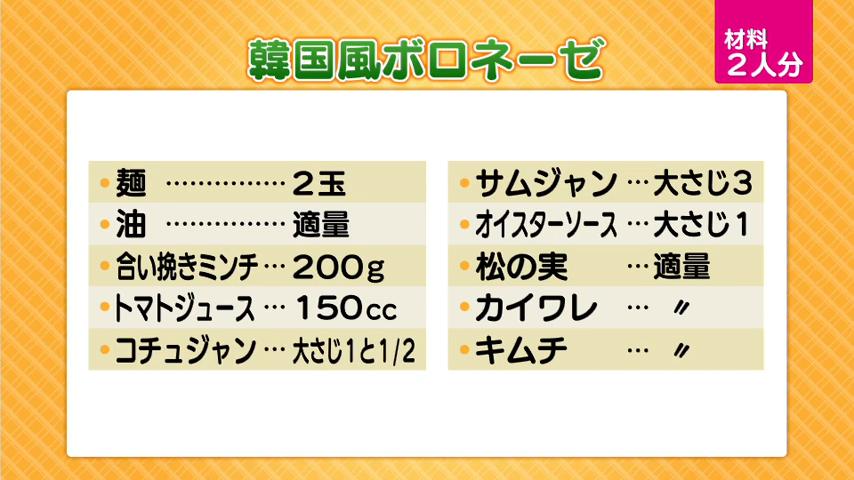 韓国風ボロネーゼ
材料
2人分
•麺 …………… 2玉
•油 …………… 適量
•合い挽きミンチ … 200g
•トマトジュース … 150cc
•コチュジャン … 大さじ1と1/2
•サムジャン … 大さじ3
•オイスターソース … 大さじ1
•松の実 … 適量
•カイワレ … 〃
•キムチ … 〃